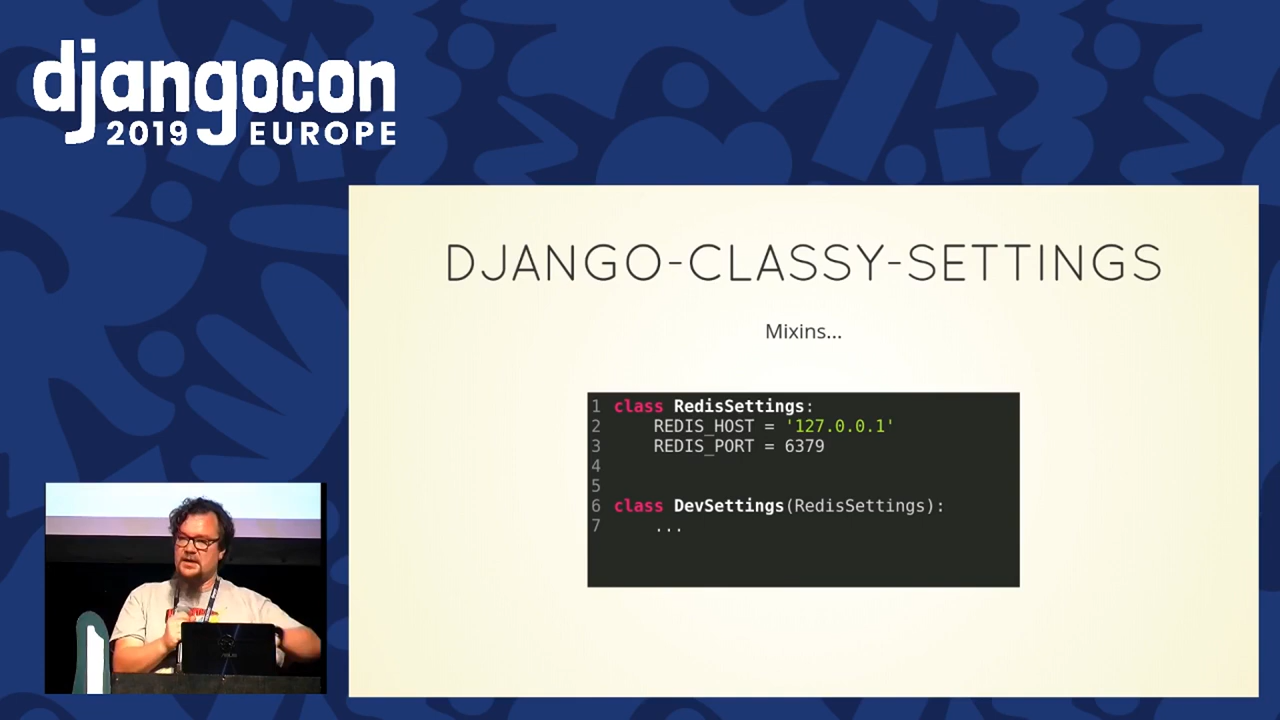 djangocon
2019 EUROPE
DJANGO-CLASSY-SETTINGS
Mixins...
1 class RedisSettings:
2     REDIS_HOST = '127.0.0.1'
3     REDIS_PORT = 6379
4
5
6 class DevSettings(RedisSettings):
7     ...
ASUS